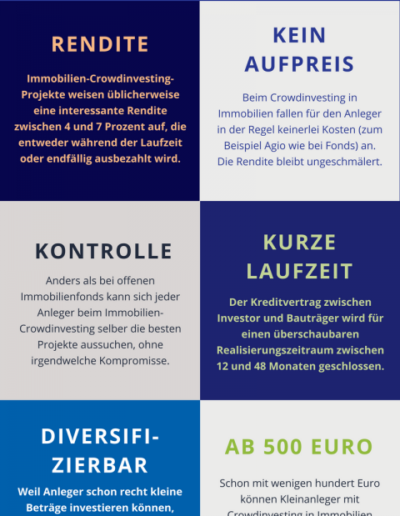 RENDITE
Immobilien-Crowdinvesting-
Projekte weisen üblicherweise
eine interessante Rendite
zwischen 4 und 7 Prozent auf, die
entweder während der Laufzeit
oder endfällig ausbezahlt wird.
KEIN
AUFPREIS
Beim Crowdinvesting in
Immobilien fallen für den Anleger
in der Regel keinerlei Kosten (zum
Beispiel Agio wie bei Fonds) an.
Die Rendite bleibt ungeschmälert.
KONTROLLE
Anders als bei offenen
Immobilienfonds kann sich jeder
Anleger beim Immobilien-
Crowdinvesting selber die besten
Projekte aussuchen, ohne
irgendwelche Kompromisse.
KURZE
LAUFZEIT
Der Kreditvertrag zwischen
Investor und Bauträger wird für
einen überschaubaren
Realisierungszeitraum zwischen
12 und 48 Monaten geschlossen.
DIVERSIFI-
ZIERBAR
Weil Anleger schon recht kleine
Beträge investieren können,
AB 500 EURO
Schon mit wenigen hundert Euro
können Kleinanleger mit
Crowdinvesting in Immobilien